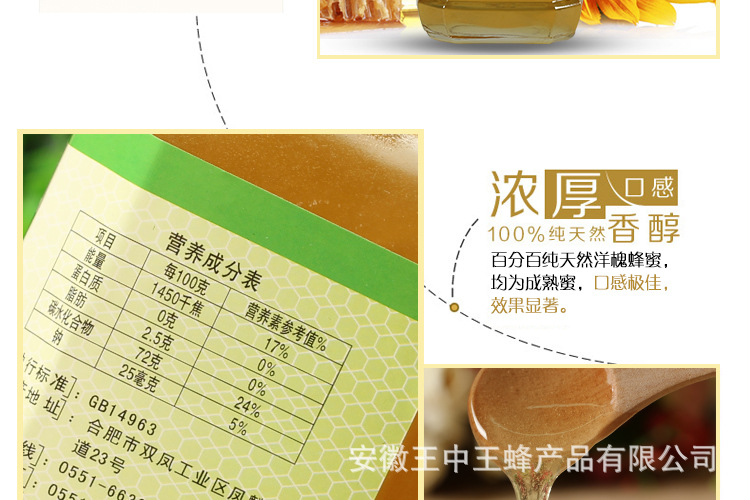 浓厚口感
100%纯天然香醇
百分百纯天然洋槐蜂蜜，
均为成熟蜜，口感极佳，
效果显著。
营养成分表
项目 每100克 营养素参考值%
能量 1450千焦 17%
蛋白质 0克 0%
脂肪 2.5克 0%
碳水化合物 72克 24%
钠 25毫克 5%
行标准]：GB14963
地址]：合肥市双凤工业区凤
道23号
线]：0551-663
]：055
安徽王中王蜂产品有限公司